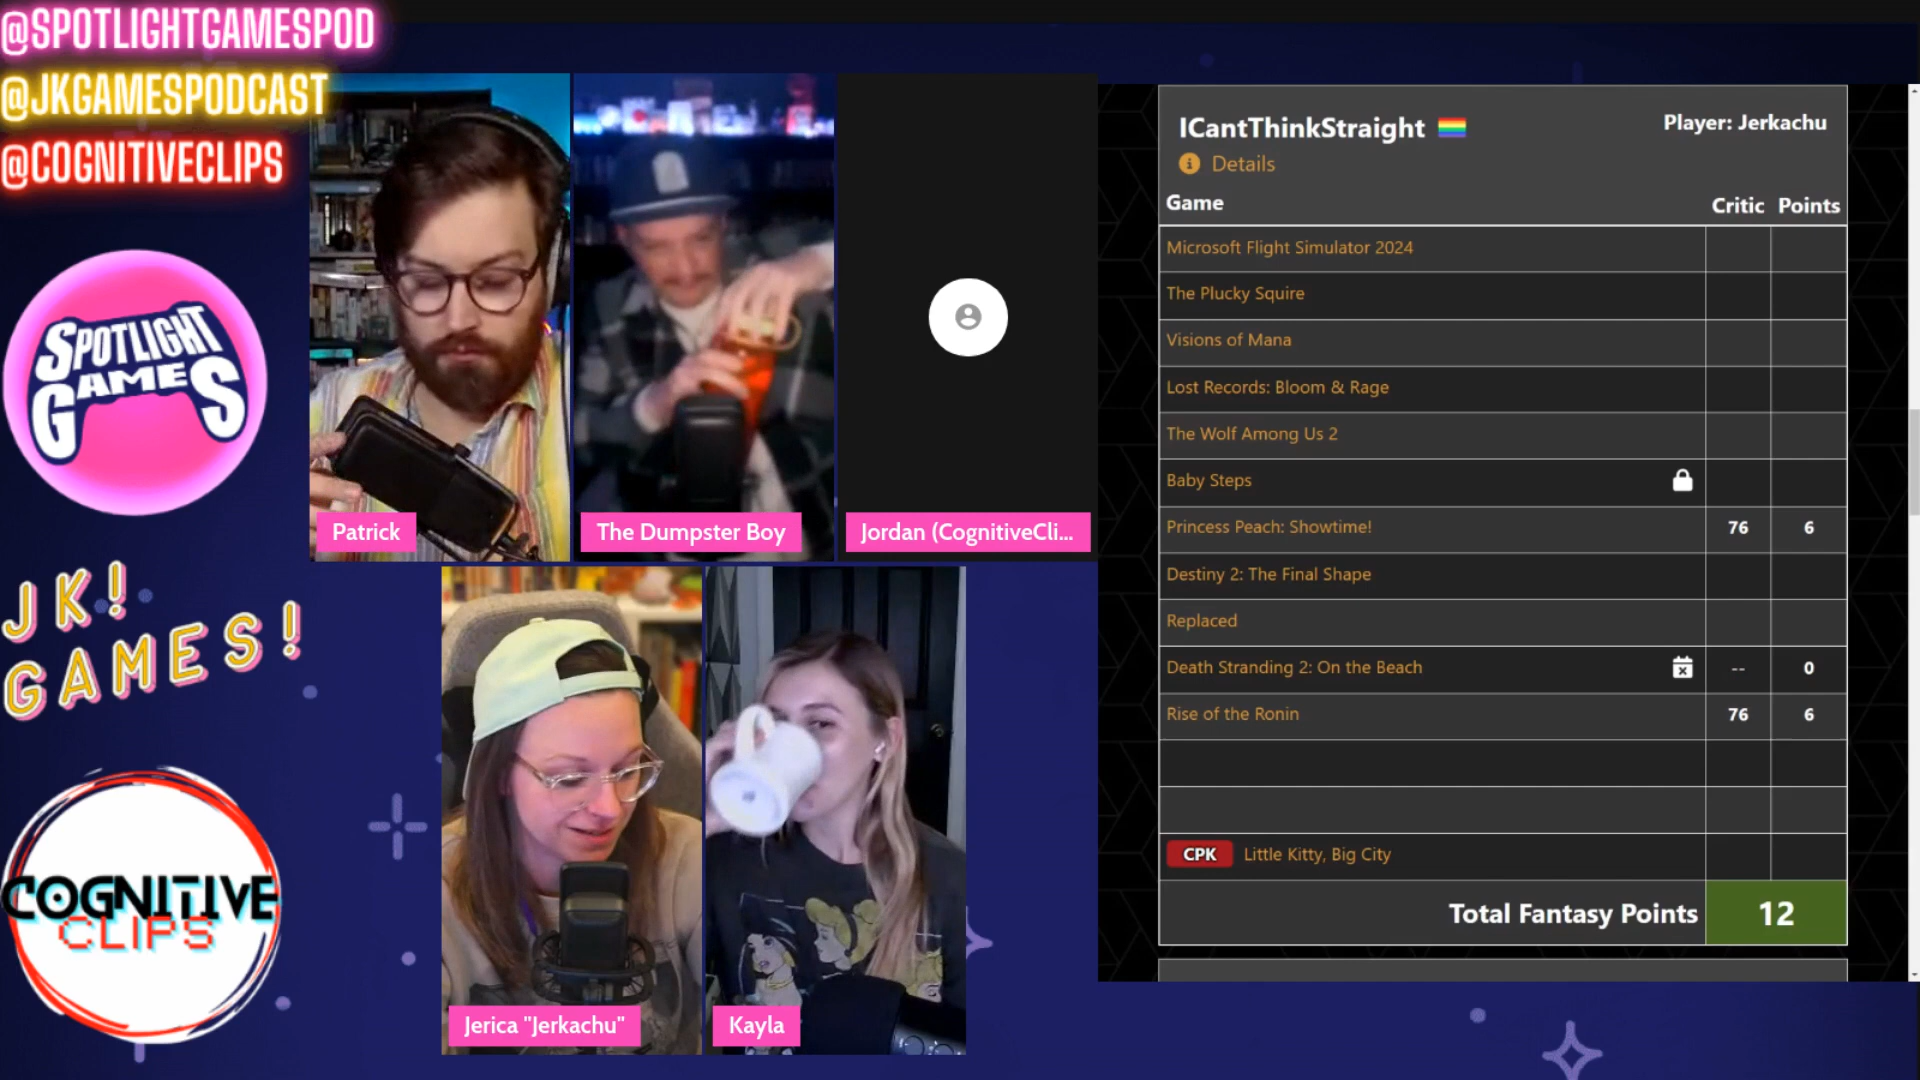 @SPOTLIGHTGAMESPOD
@JKGAMESPODCAST
@COGNITIVECLIPS
SPOTLIGHT
GAMES
JK!
GAMES!
COGNITIVE
CLIPS
Patrick
The Dumpster Boy
Jordan (CognitiveCli...
Jerica "Jerkachu"
Kayla
ICantThinkStraight
Player: Jerkachu
Details
Game Critic Points
Microsoft Flight Simulator 2024
The Plucky Squire
Visions of Mana
Lost Records: Bloom & Rage
The Wolf Among Us 2
Baby Steps
Princess Peach: Showtime! 76 6
Destiny 2: The Final Shape
Replaced
Death Stranding 2: On the Beach -- 0
Rise of the Ronin 76 6
CPK Little Kitty, Big City
Total Fantasy Points 12